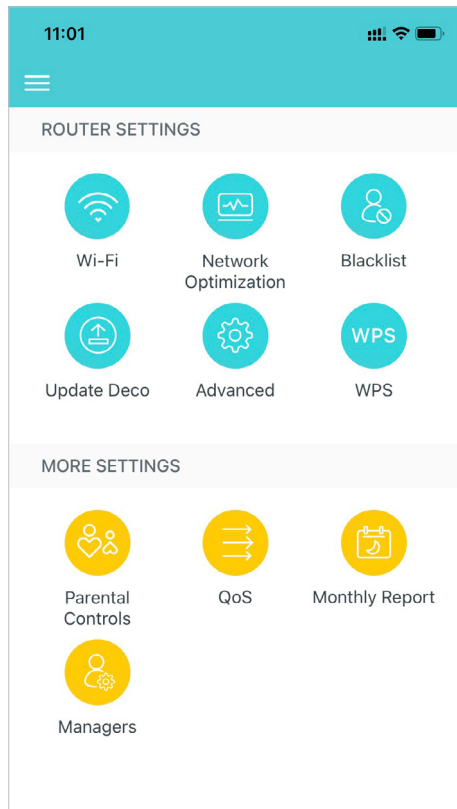 11:01
ROUTER SETTINGS
Wi-Fi
Network
Optimization
Blacklist
Update Deco
Advanced
WPS
WPS
MORE SETTINGS
Parental
Controls
QoS
Monthly Report
Managers